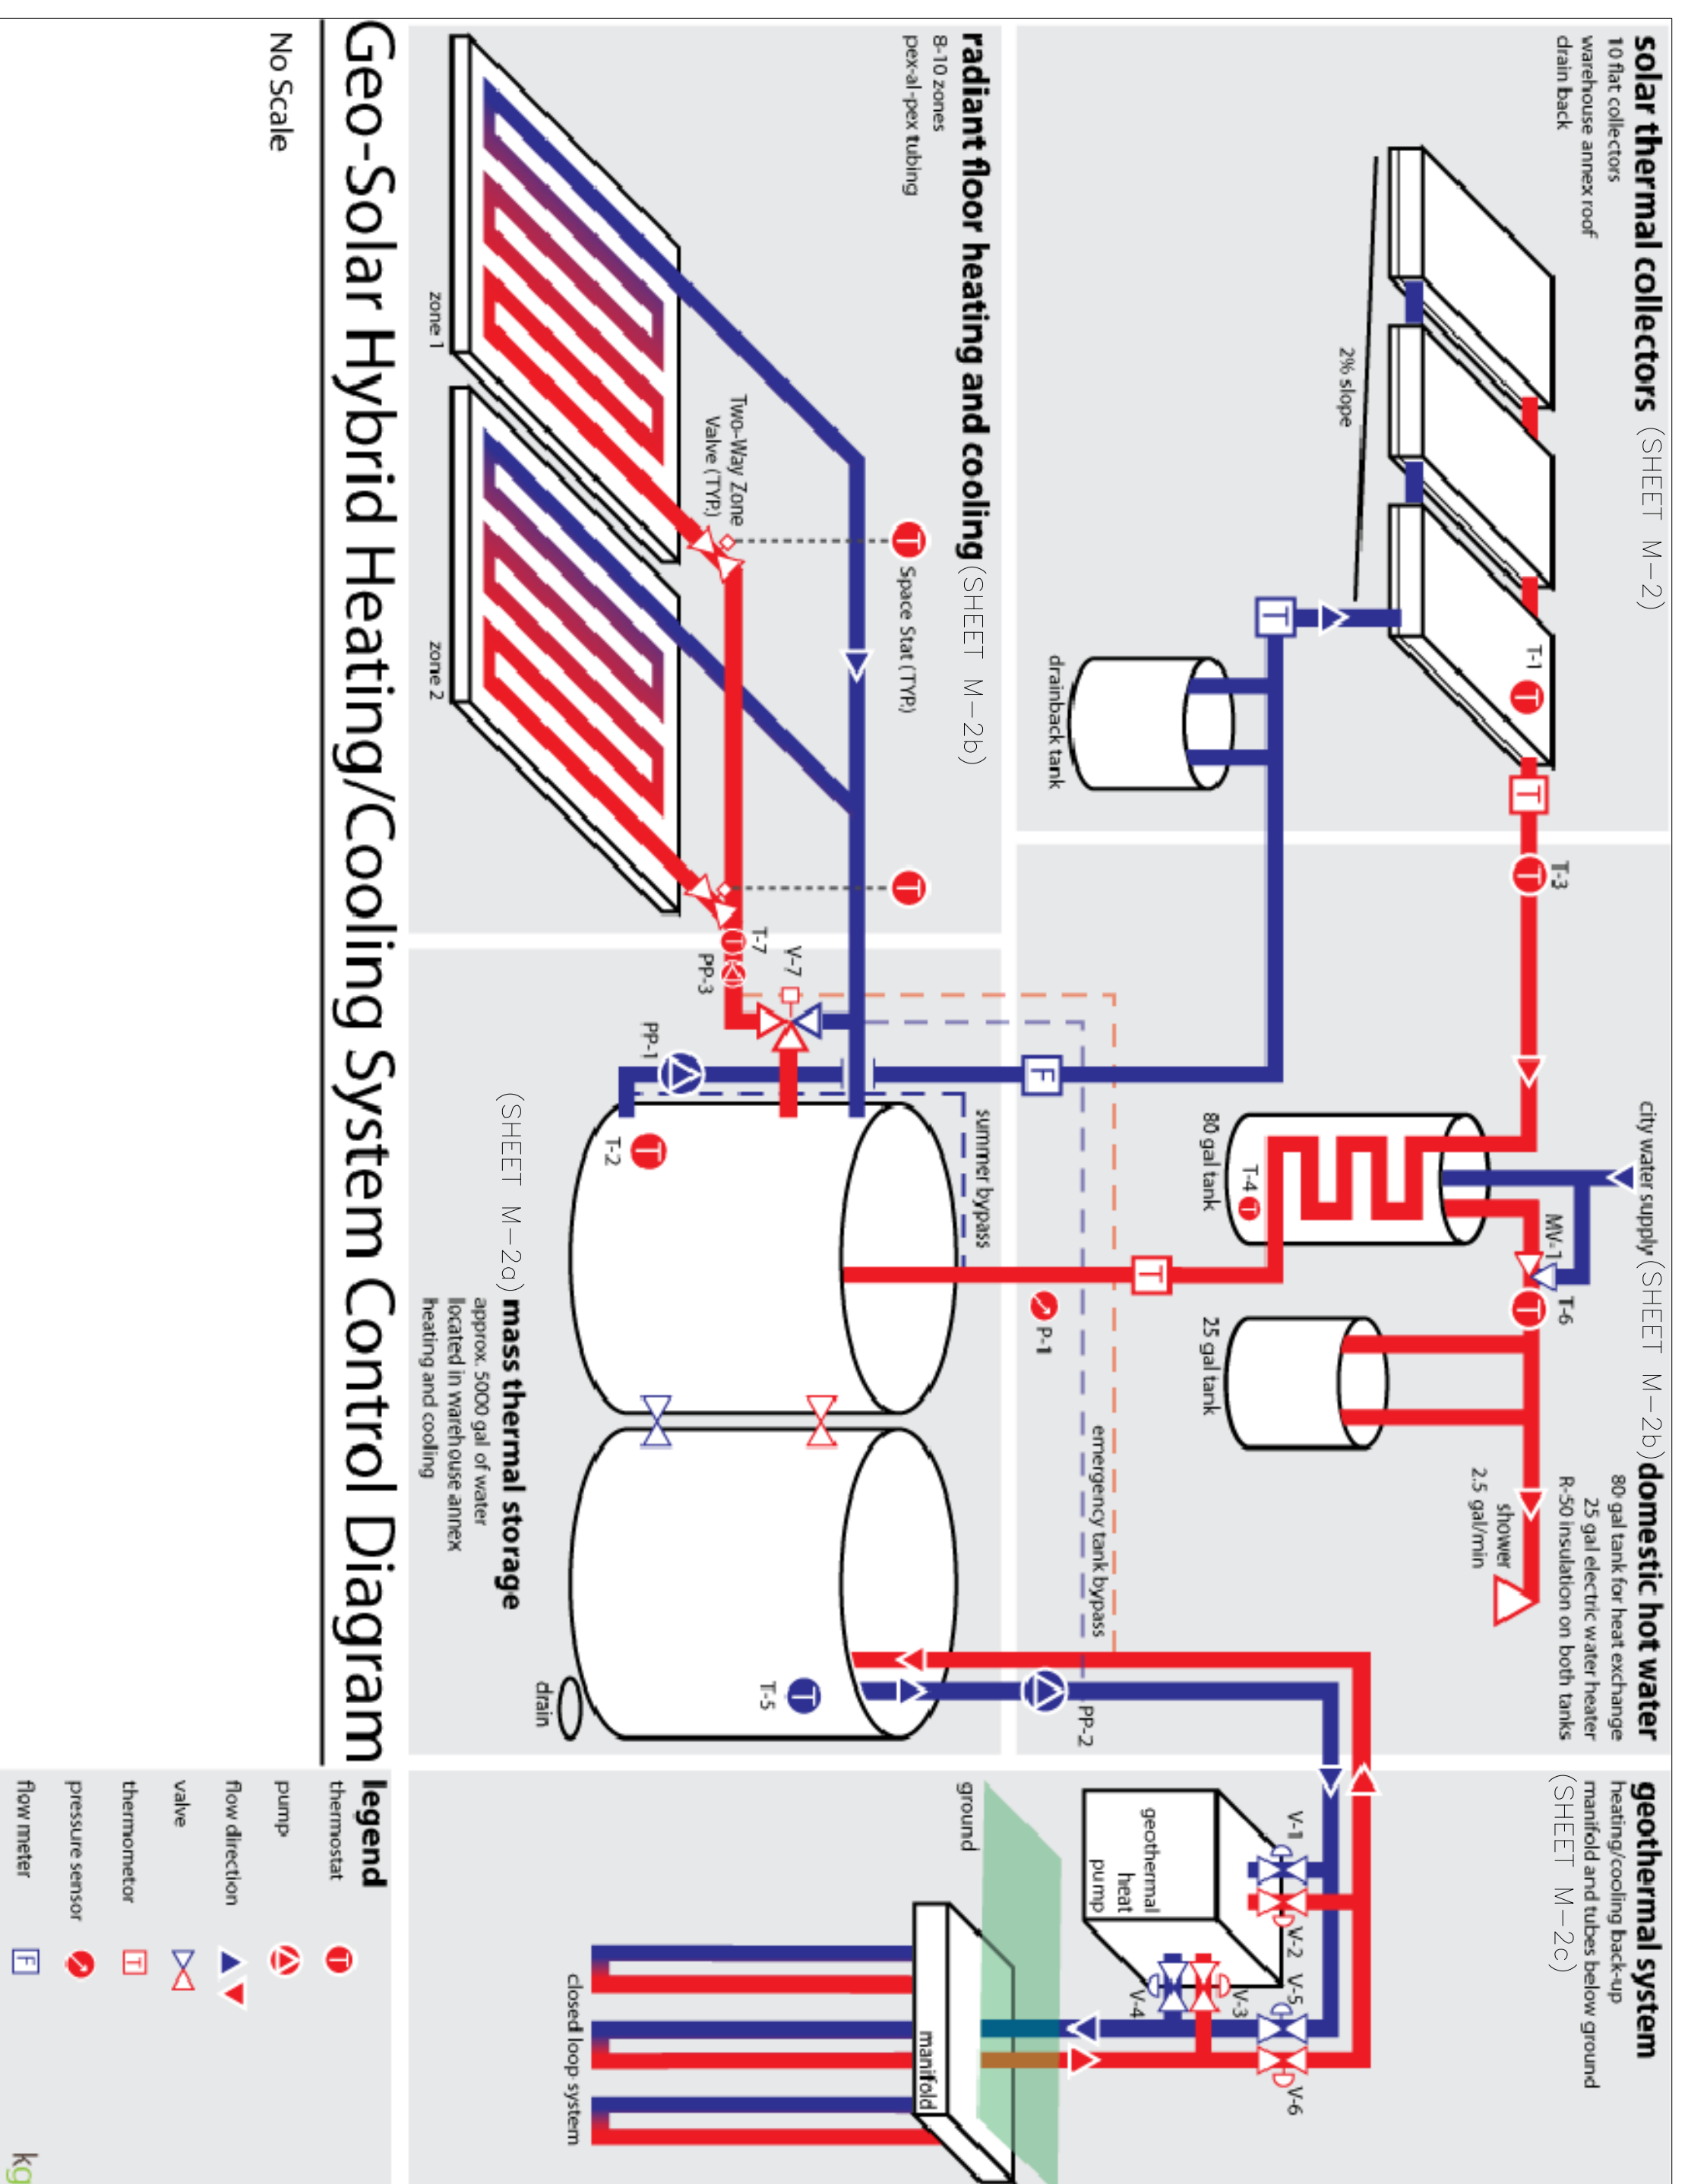 solar thermal collectors (SHEET M-2)
10 flat collectors
warehouse annex roof
drain back
2% slope
T-1
T
T
T
drainback tank
T-3
T
city water supply (SHEET M-2b)
domestic hot water
80 gal tank for heat exchange
25 gal electric water heater
R-50 insulation on both tanks
MV-1
T-6
T
T-4
T
80 gal tank
25 gal tank
shower
2.5 gal/min
T
P-1
F
emergency tank bypass
PP-2
geothermal system
heating/cooling back-up
manifold and tubes below ground
(SHEET M-2c)
V-1
V-2
V-5
V-3
V-4
V-6
geothermal
heat
pump
ground
manifold
closed loop system
radiant floor heating and cooling (SHEET M-2b)
8-10 zones
pex-al-pex tubing
Space Stat (TYP.)
T
T
Two-Way Zone
Valve (TYP.)
zone 1
zone 2
T-7
T
PP-3
V-7
PP-1
summer bypass
T-2
T
T-5
T
drain
(SHEET M-2a)
mass thermal storage
approx. 5000 gal of water
located in warehouse annex
heating and cooling
Geo-Solar Hybrid Heating/Cooling System Control Diagram
No Scale
legend
thermostat T
pump
flow direction
valve
thermometor T
pressure sensor
flow meter F
kg